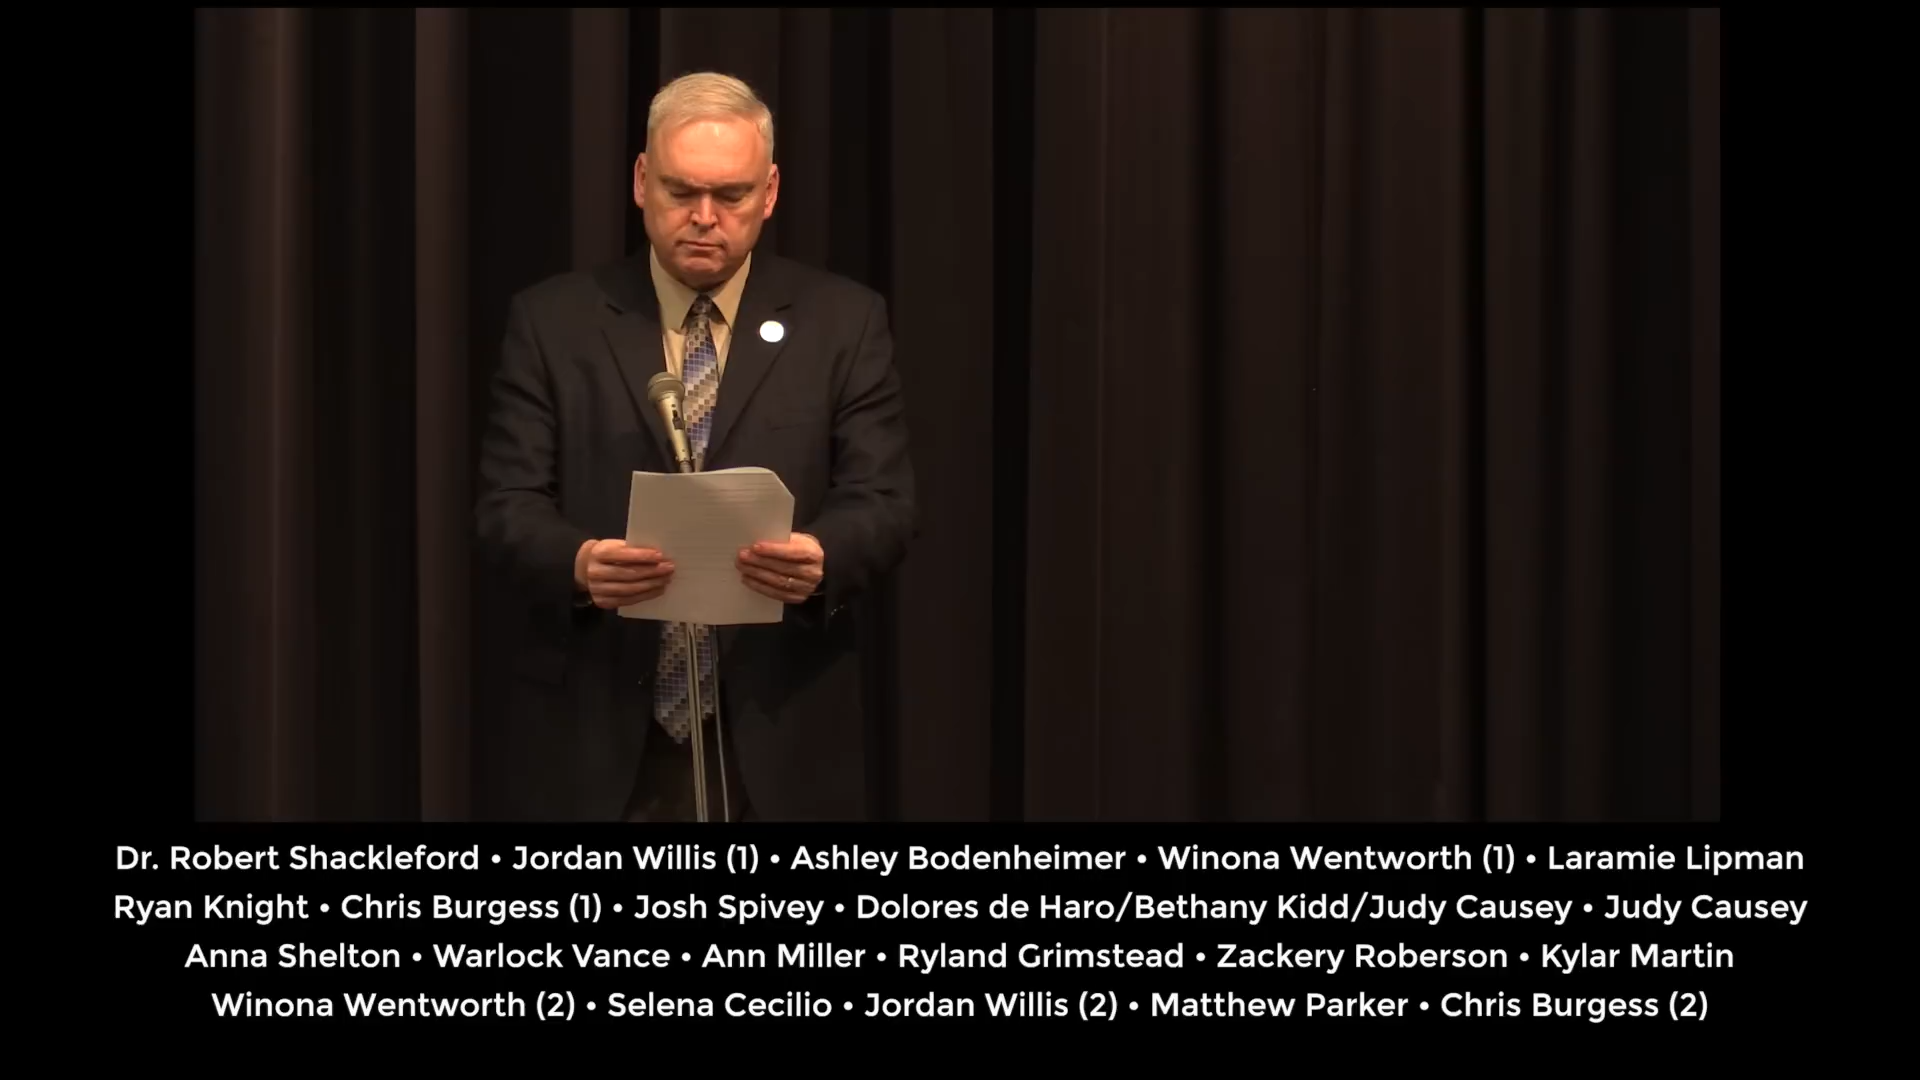 Dr. Robert Shackleford • Jordan Willis (1) • Ashley Bodenheimer • Winona Wentworth (1) • Laramie Lipman
Ryan Knight • Chris Burgess (1) • Josh Spivey • Dolores de Haro/Bethany Kidd/Judy Causey • Judy Causey
Anna Shelton • Warlock Vance • Ann Miller • Ryland Grimstead • Zackery Roberson • Kylar Martin
Winona Wentworth (2) • Selena Cecilio • Jordan Willis (2) • Matthew Parker • Chris Burgess (2)